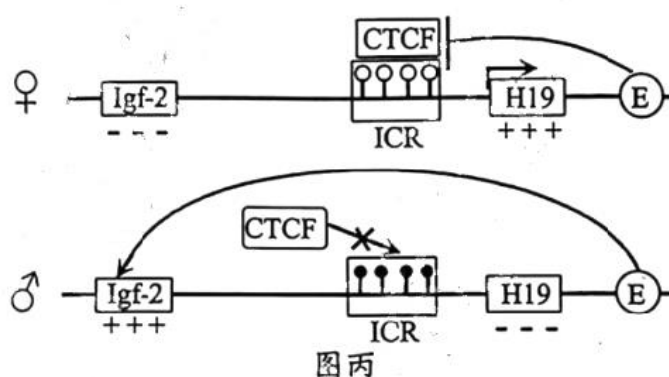 CTCF
♀ Igf-2 H19 E
- - - ICR + + +
CTCF
♂ Igf-2 H19 E
+ + + ICR - - -
图丙